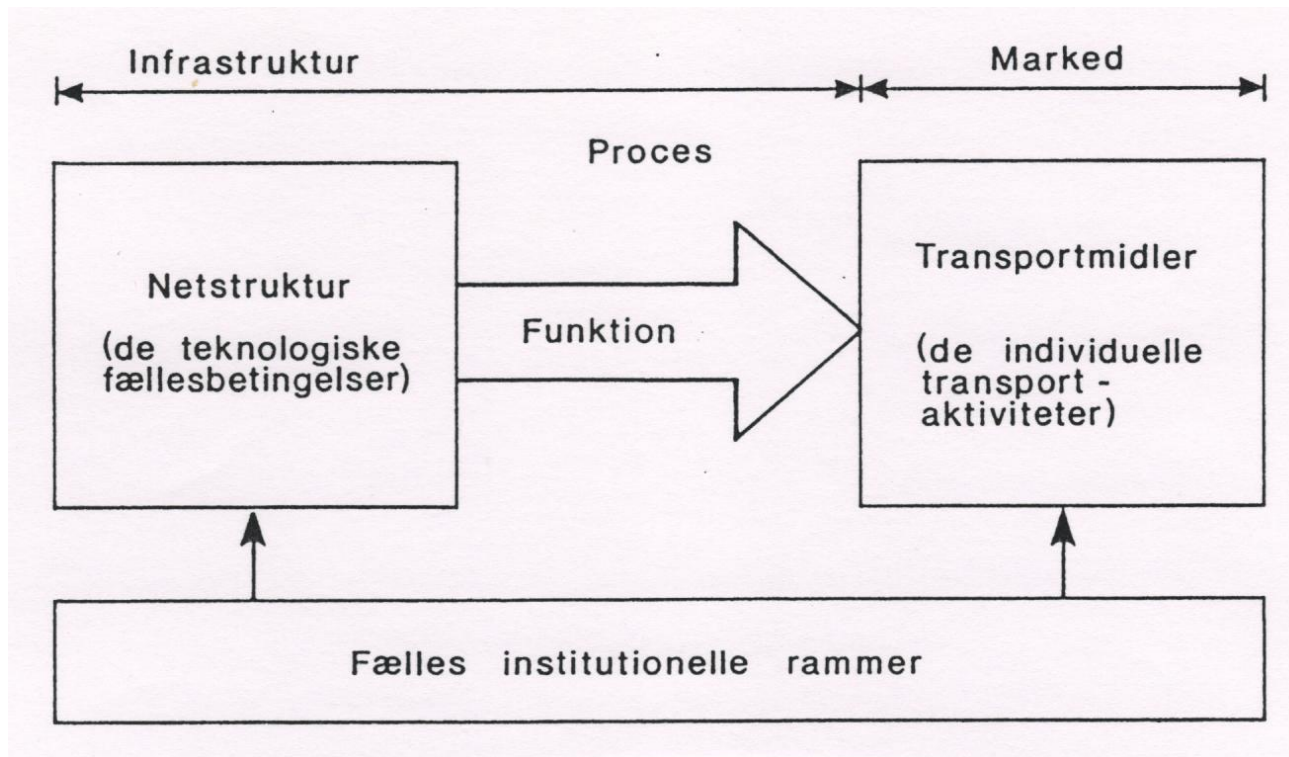 Infrastruktur
Marked
Proces
Netstruktur
(de teknologiske
fællesbetingelser)
Funktion
Transportmidler
(de individuelle
transport -
aktiviteter)
Fælles institutionelle rammer